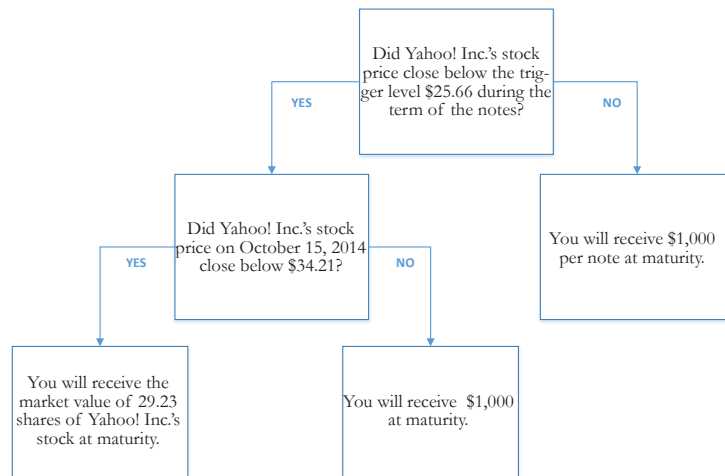 Did Yahoo! Inc.'s stock
price close below the trig-
ger level $25.66 during the
term of the notes?
YES
NO
Did Yahoo! Inc.'s stock
price on October 15, 2014
close below $34.21?
You will receive $1,000
per note at maturity.
YES
NO
You will receive the
market value of 29.23
shares of Yahoo! Inc.'s
stock at maturity.
You will receive $1,000
at maturity.